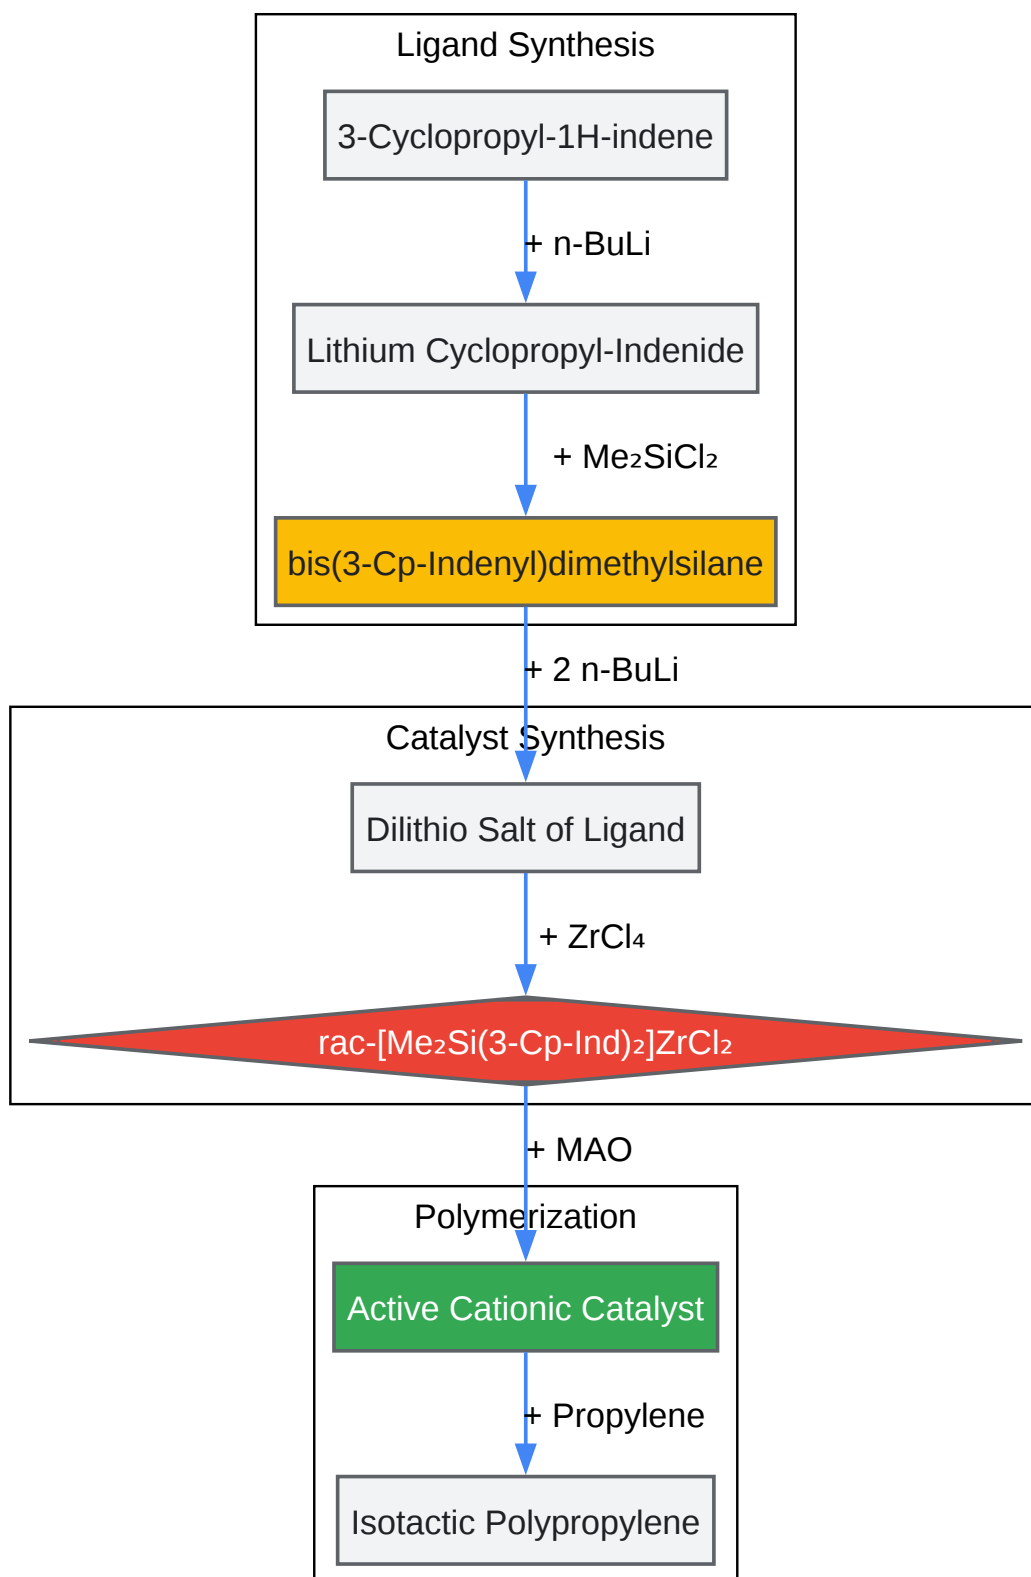 Ligand Synthesis
3-Cyclopropyl-1H-indene
+ n-BuLi
Lithium Cyclopropyl-Indenide
+ Me₂SiCl₂
bis(3-Cp-Indenyl)dimethylsilane
+ 2 n-BuLi
Catalyst Synthesis
Dilithio Salt of Ligand
+ ZrCl₄
rac-[Me₂Si(3-Cp-Ind)₂]ZrCl₂
+ MAO
Polymerization
Active Cationic Catalyst
+ Propylene
Isotactic Polypropylene